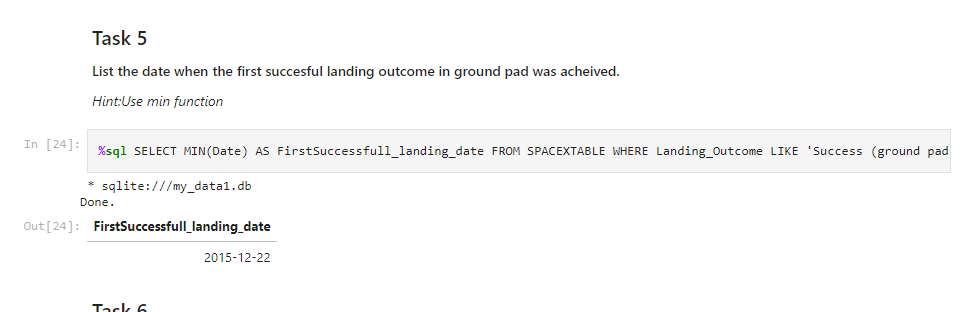 Task 5
List the date when the first succesful landing outcome in ground pad was acheived.
Hint:Use min function
In [24]: %sql SELECT MIN(Date) AS FirstSuccessfull_landing_date FROM SPACEXTABLE WHERE Landing_Outcome LIKE 'Success (ground pad
* sqlite:///my_data1.db
Done.
Out[24]: FirstSuccessfull_landing_date
2015-12-22
Task 6